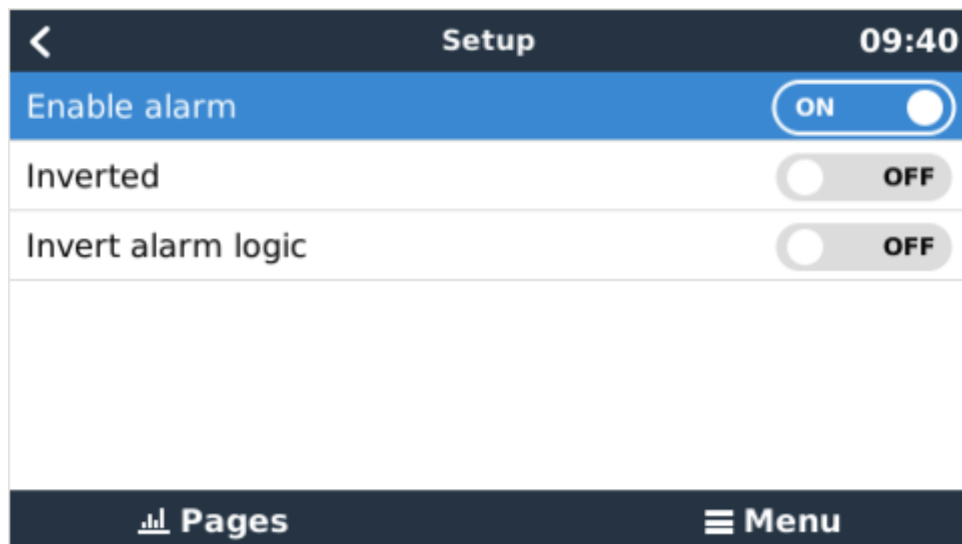 Setup 09:40
Enable alarm ON
Inverted OFF
Invert alarm logic OFF
Pages Menu